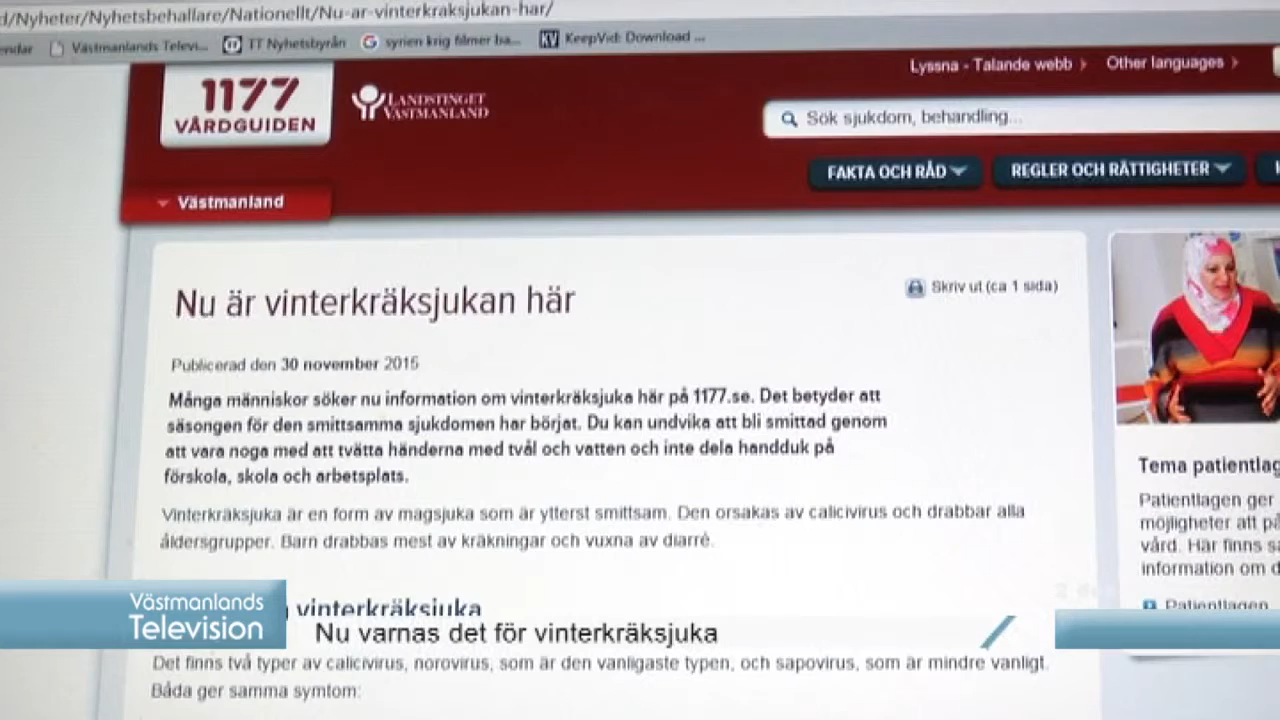 d/Nyheter/Nyhetsbehallare/Nationellt/Nu-ar-vinterkraksjukan-har/
Västmanlands Televi... TT Nyhetsbyrån syrien krig filmer ba... KeepVid: Download ...
Lyssna - Talande webb Other languages
1177
VÅRDGUIDEN
LANDSTINGET
VÄSTMANLAND
Sök sjukdom, behandling...
FAKTA OCH RÅD REGLER OCH RÄTTIGHETER
Västmanland
Nu är vinterkräksjukan här
Skriv ut (ca 1 sida)
Publicerad den 30 november 2015
Många människor söker nu information om vinterkräksjuka här på 1177.se. Det betyder att
säsongen för den smittsamma sjukdomen har börjat. Du kan undvika att bli smittad genom
att vara noga med att tvätta händerna med tvål och vatten och inte dela handduk på
förskola, skola och arbetsplats.
Vinterkräksjuka är en form av magsjuka som är ytterst smittsam. Den orsakas av calicivirus och drabbar alla
åldersgrupper. Barn drabbas mest av kräkningar och vuxna av diarré.
vinterkräksjuka
Det finns två typer av calicivirus, norovirus, som är den vanligaste typen, och sapovirus, som är mindre vanligt.
Båda ger samma symtom:
Tema patientlag
Patientlagen ger
möjligheter att på
vård. Här finns sa
information om d
Patientlagen
Västmanlands
Television
Nu varnas det för vinterkräksjuka